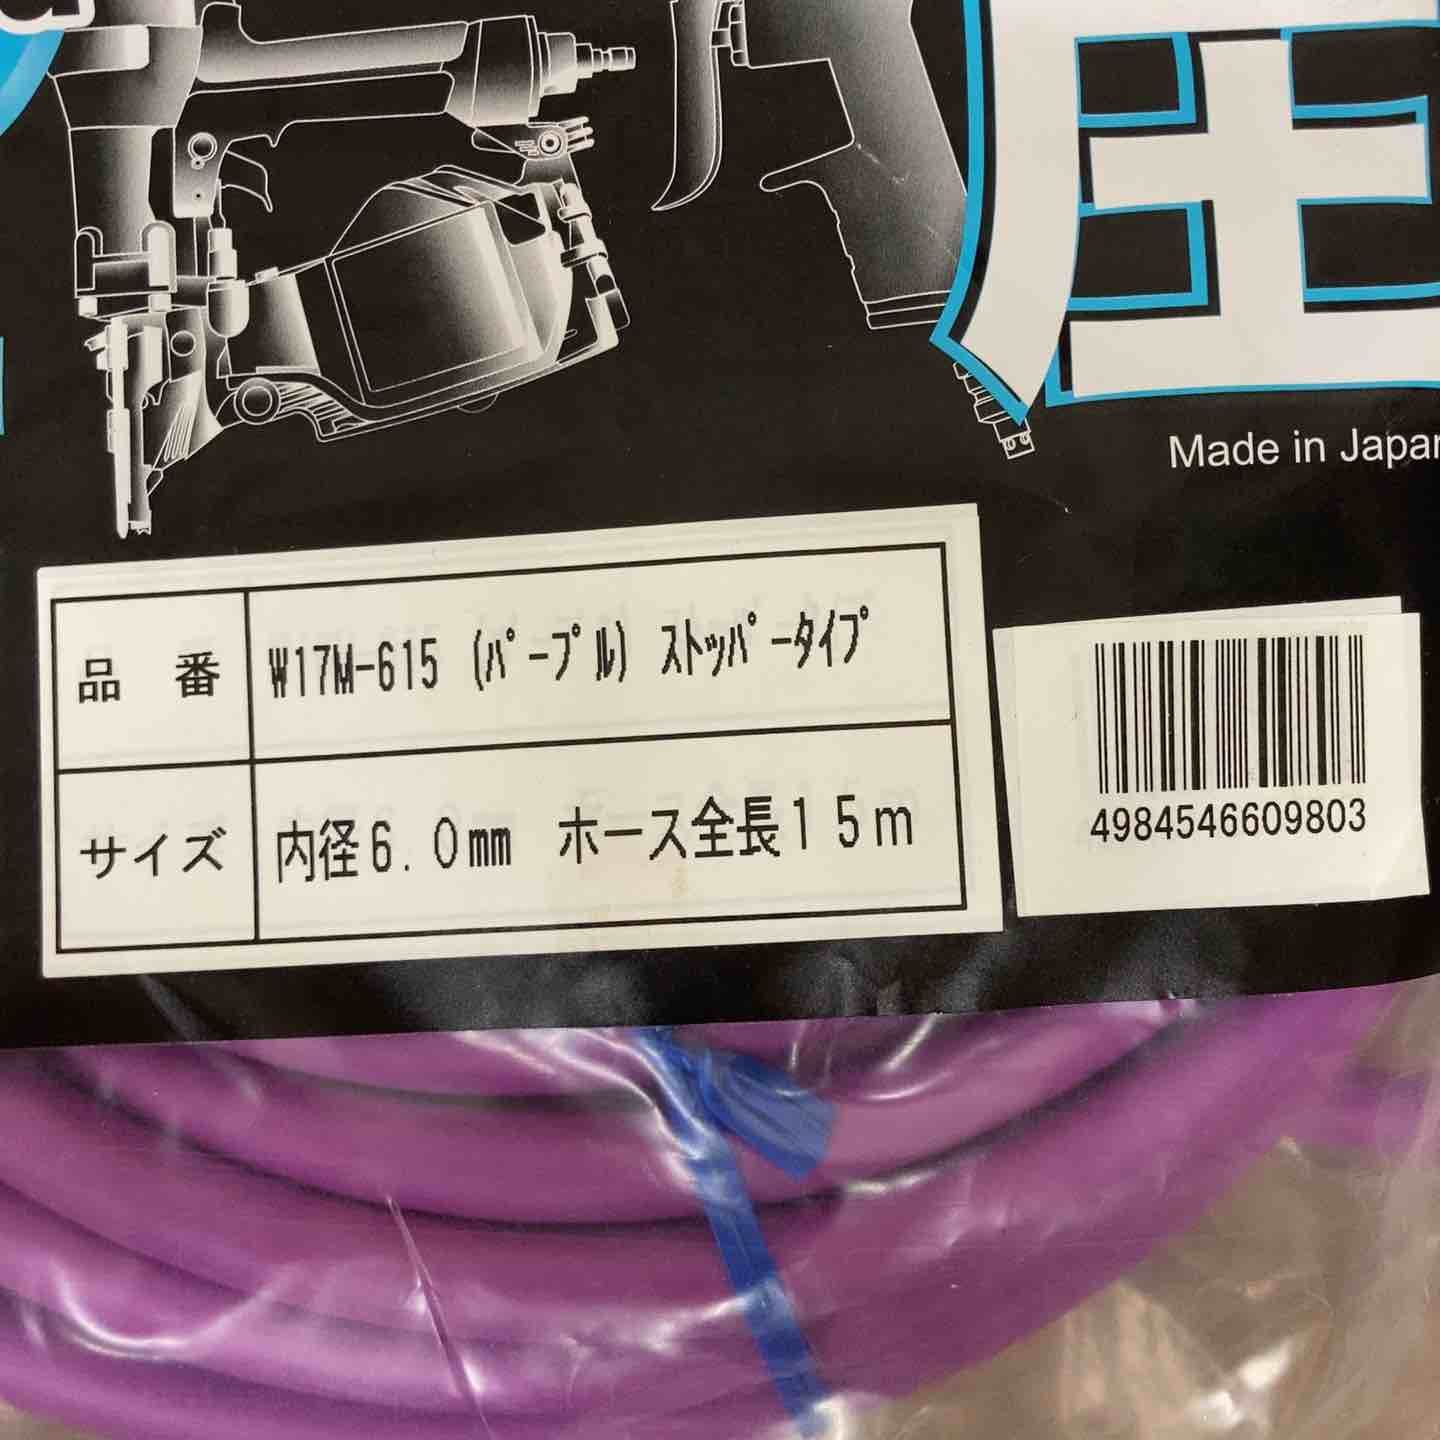 圧
Made in Japan
品 番 W17M-615 (ﾊﾟｰﾌﾟﾙ) ｽﾄｯﾊﾟｰﾀｲﾌﾟ
サイズ 内径6.0mm ホース全長15m
4984546609803